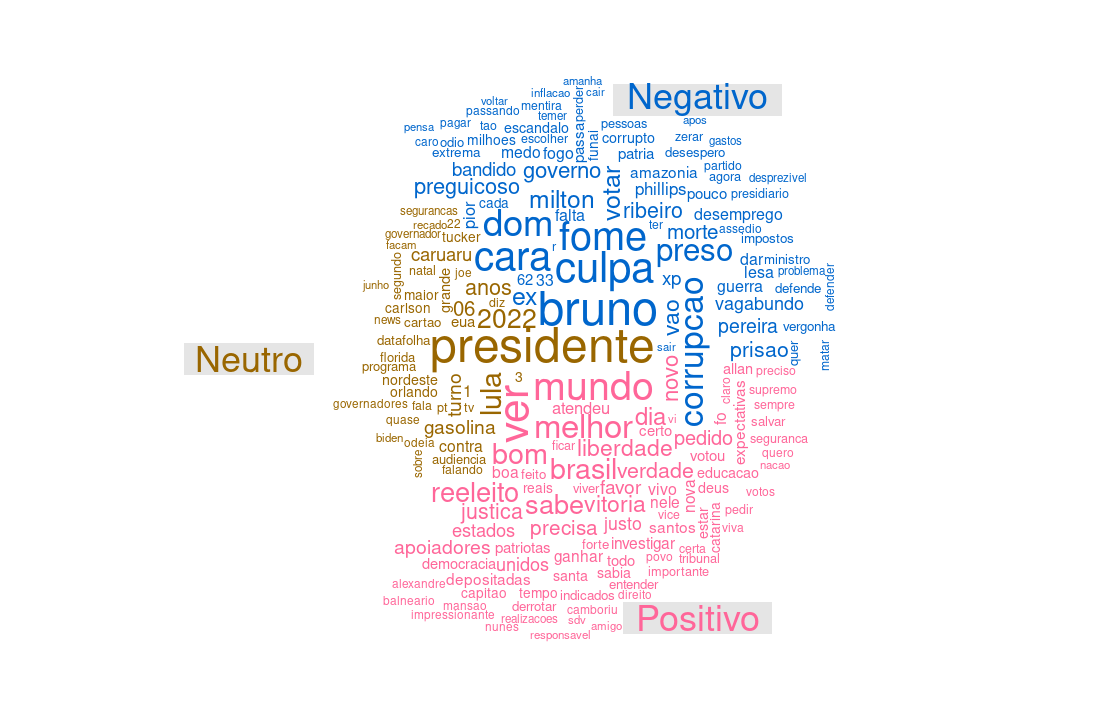 amanha
inflacao cair
Negativo
voltar
passando mentira
temer
perder
passa
funai
pensa pagar tao escandalo
pessoas
apos
caro odio milhoes escolher
corrupto zerar gastos
extrema medo fogo
patria desespero
bandido governo
votar
amazonia partido
agora desprezivel
preguicoso milton
phillips pouco presidiario
segurancas
pior
cada
falta ribeiro desemprego
recado 22
dom
fome
ter
morte assedio
governador tucker
impostos
facam
caruaru
cara
r
culpa
preso
dar ministro
segundo
natal
joe
grande
62 33
xp
lesa problema
defender
junho
maior
anos
ex
guerra defende
carlson
06
diz
bruno
vao
corrupcao
vagabundo
news cartao eua 2022
pereira vergonha
datafolha
presidente
sair
prisao
quer
matar
Neutro
florida
programa
nordeste
orlando
turno
1
lula
3
ver
mundo
novo
allan preciso
claro
supremo
governadores fala pt tv
atendeu
dia vi
fo
expectativas
sempre
quase
gasolina
melhor certo
salvar
biden odeia contra
pedido seguranca
bom
ficar liberdade
votou quero
sobre
audiencia
falando
boa feito
brasil verdade educacao
nacao
reeleito reais
viver favor vivo
nova
deus votos
justica
sabe vitoria nele
vice
estar
catarina
pedir
estados precisa justo santos
viva
apoiadores patriotas
forte investigar certa
democracia unidos ganhar todo povo tribunal
alexandre depositadas santa sabia importante
entender
capitao tempo indicados direito
balneario mansao derrotar camboriu
Positivo
impressionante realizacoes sdv
nunes responsavel amigo